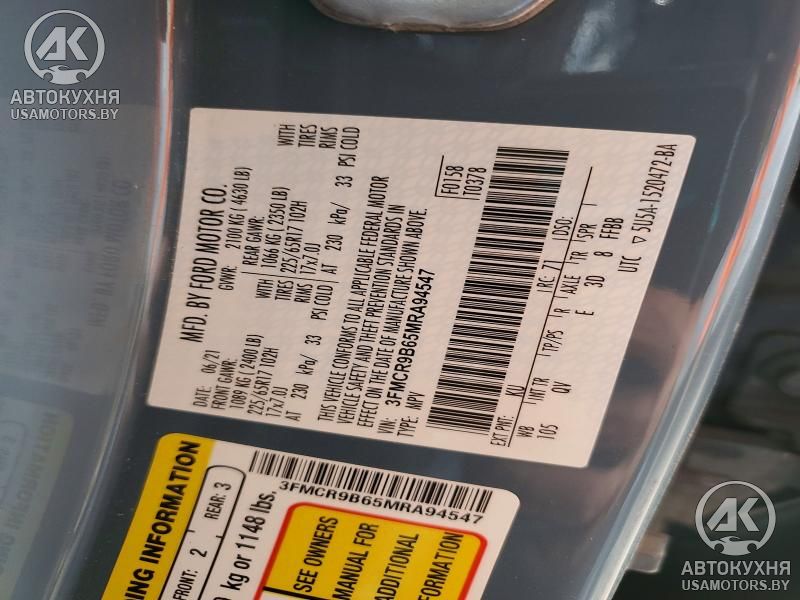 АВТОКУХНЯ
USAMOTORS.BY
MFD. BY FORD MOTOR CO.
06/21
GVWR: 2100 KG ( 4630 LB)
FRONT GAWR:
REAR GAWR:
1089 KG ( 2400 LB)
1066 KG ( 2350 LB)
WITH
225/65R17 102H
TIRES
225/65R17 102H
TIRES
17x7.0J
RIMS
17x7.0J
RIMS
AT 230 kPa/ 33 PSI COLD
AT 230 kPa/ 33 PSI COLD
THIS VEHICLE CONFORMS TO ALL APPLICABLE FEDERAL MOTOR
VEHICLE SAFETY AND THEFT PREVENTION STANDARDS IN
EFFECT ON THE DATE OF MANUFACTURE SHOWN ABOVE.
VIN: 3FMCR9B65MRA94547
TYPE: MPV
F0158
T0378
EXT PNT: KU
RC: 71
DSO:
WB
INT TR
TP/PS
R
AXLE
TR
SPR
105
QV
E
3D
8
FFBB
UTC
5U5A-1520472-BA
3FMCR9B65MRA94547
ING INFORMATION
FRONT: 2
REAR: 3
kg or 1148 lbs.
SEE OWNERS
MANUAL FOR
ADDITIONAL
FORMATION
АВТОКУХНЯ
USAMOTORS.BY